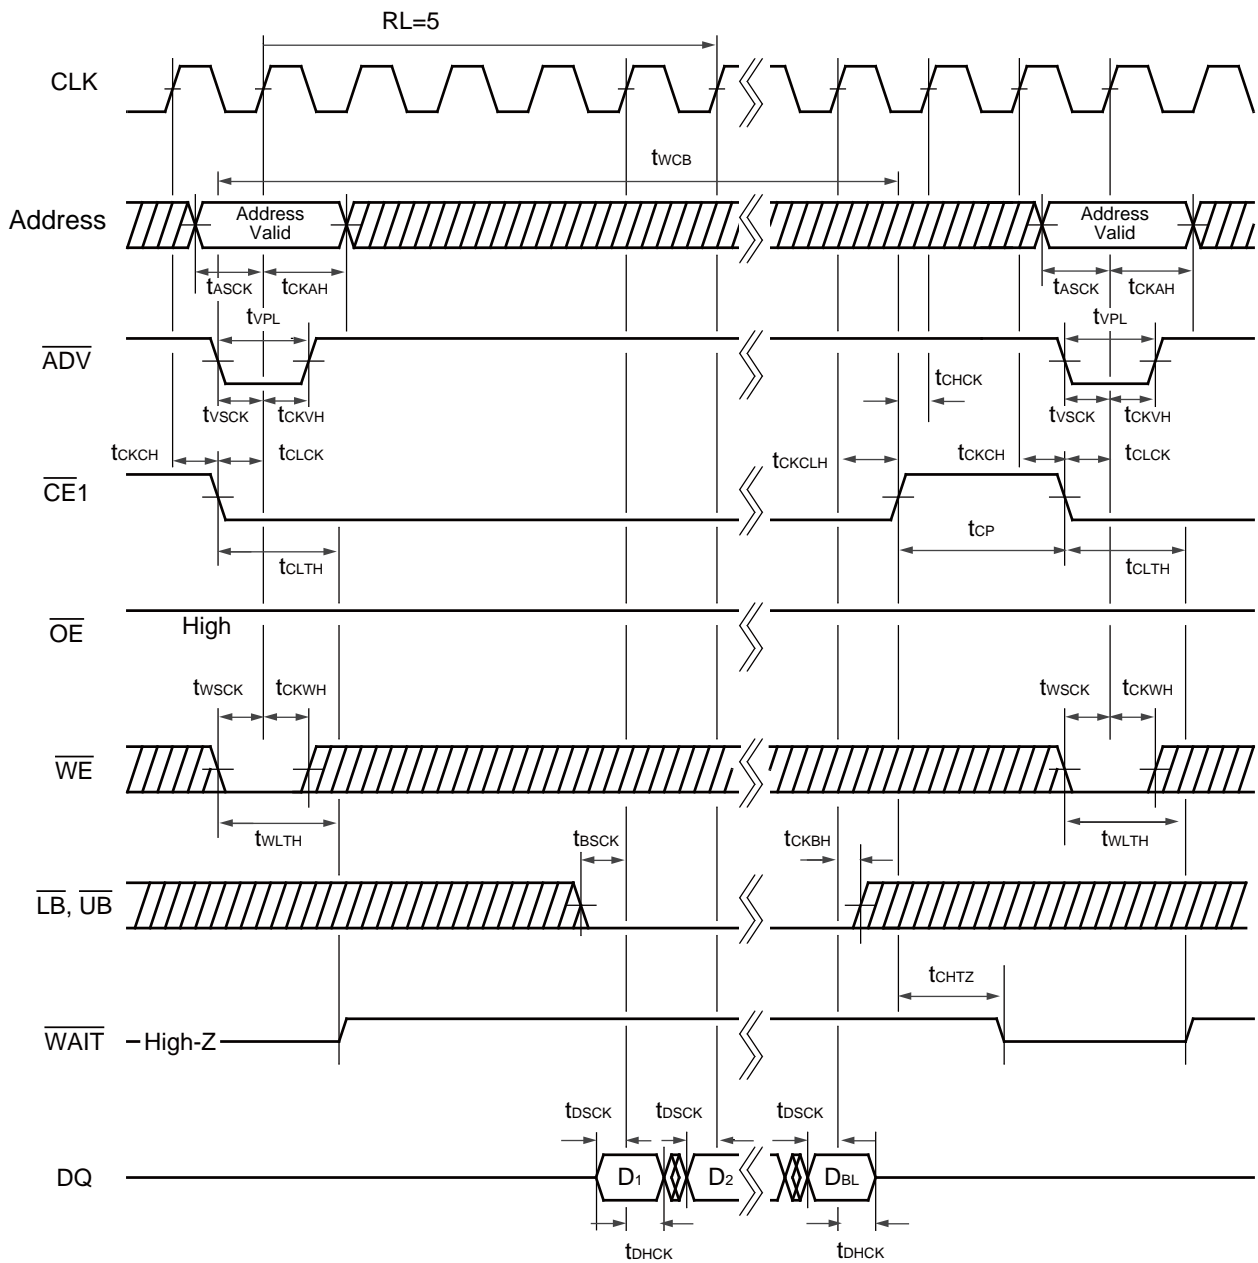 RL=5
CLK
tWCB
Address
Address Valid
Address Valid
tASCK tCKAH tASCK tCKAH
tVPL tVPL
ADV
tCHCK
tVSCK tCKVH tVSCK tCKVH
tCKCH tCLCK tCKCLH tCKCH tCLCK
CE1
tCP
tCLTH tCLTH
OE High
tWSCK tCKWH tWSCK tCKWH
WE
tWLTH tBSCK tCKBH tWLTH
LB, UB
tCHTZ
WAIT High-Z
tDSCK tDSCK tDSCK
DQ D1 D2 DBL
tDHCK tDHCK